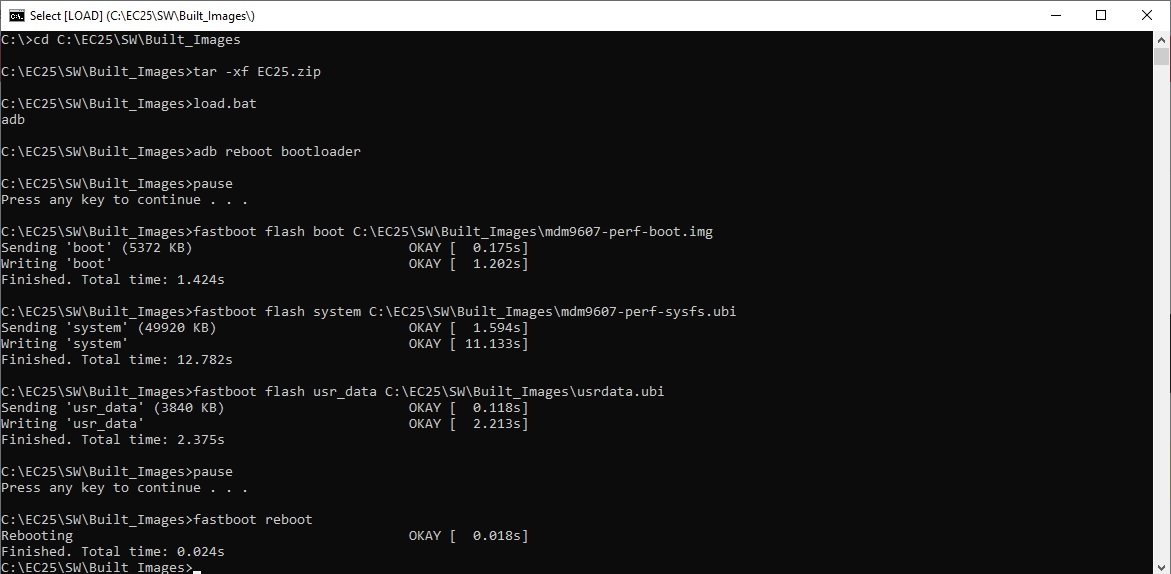 Select [LOAD] (C:\EC25\SW\Built_Images\)
C:\>cd C:\EC25\SW\Built_Images
C:\EC25\SW\Built_Images>tar -xf EC25.zip
C:\EC25\SW\Built_Images>load.bat
adb
C:\EC25\SW\Built_Images>adb reboot bootloader
C:\EC25\SW\Built_Images>pause
Press any key to continue . . .
C:\EC25\SW\Built_Images>fastboot flash boot C:\EC25\SW\Built_Images\mdm9607-perf-boot.img
Sending 'boot' (5372 KB) OKAY [ 0.175s]
Writing 'boot' OKAY [ 1.202s]
Finished. Total time: 1.424s
C:\EC25\SW\Built_Images>fastboot flash system C:\EC25\SW\Built_Images\mdm9607-perf-sysfs.ubi
Sending 'system' (49920 KB) OKAY [ 1.594s]
Writing 'system' OKAY [ 11.133s]
Finished. Total time: 12.782s
C:\EC25\SW\Built_Images>fastboot flash usr_data C:\EC25\SW\Built_Images\usrdata.ubi
Sending 'usr_data' (3840 KB) OKAY [ 0.118s]
Writing 'usr_data' OKAY [ 2.213s]
Finished. Total time: 2.375s
C:\EC25\SW\Built_Images>pause
Press any key to continue . . .
C:\EC25\SW\Built_Images>fastboot reboot
Rebooting OKAY [ 0.018s]
Finished. Total time: 0.024s
C:\EC25\SW\Built_Images>